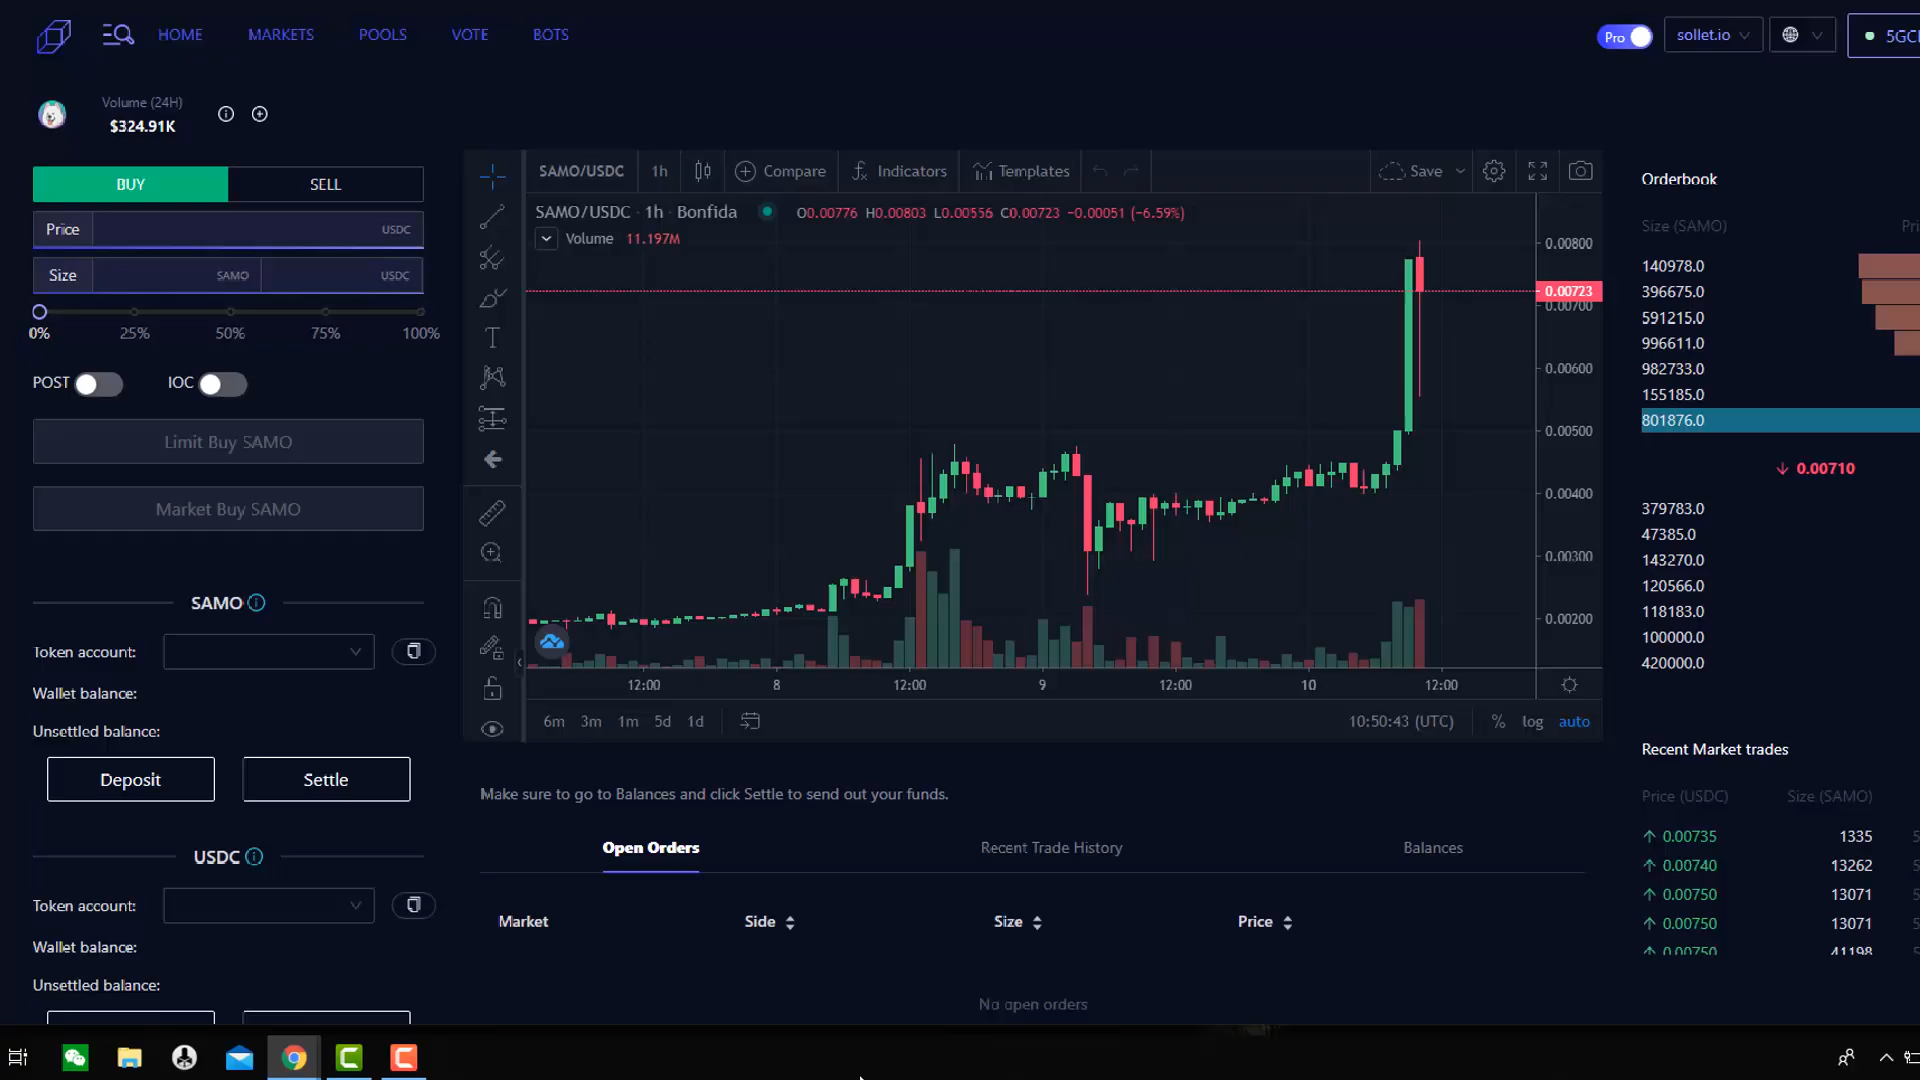 HOME MARKETS POOLS VOTE BOTS
Pro sollet.io
Volume (24H)
$324.91K
BUY SELL
Price USDC
Size SAMO USDC
0% 25% 50% 75% 100%
POST IOC
Limit Buy SAMO
Market Buy SAMO
SAMO
Token account:
Wallet balance:
Unsettled balance:
Deposit Settle
USDC
Token account:
Wallet balance:
Unsettled balance:
SAMO/USDC 1h Compare Indicators Templates Save
SAMO/USDC · 1h · Bonfida O0.00776 H0.00803 L0.00556 C0.00723 −0.00051 (−6.59%)
Volume 11.197M
0.00800
0.00723
0.00700
0.00600
0.00500
0.00400
0.00300
0.00200
12:00 8 12:00 9 12:00 10 12:00
6m 3m 1m 5d 1d 10:50:43 (UTC) % log auto
Make sure to go to Balances and click Settle to send out your funds.
Open Orders Recent Trade History Balances
Market Side Size Price
No open orders
Orderbook
Size (SAMO)
140978.0
396675.0
591215.0
996611.0
982733.0
155185.0
801876.0
0.00710
379783.0
47385.0
143270.0
120566.0
118183.0
100000.0
420000.0
Recent Market trades
Price (USDC) Size (SAMO)
0.00735 1335
0.00740 13262
0.00750 13071
0.00750 13071
0.00750 41198